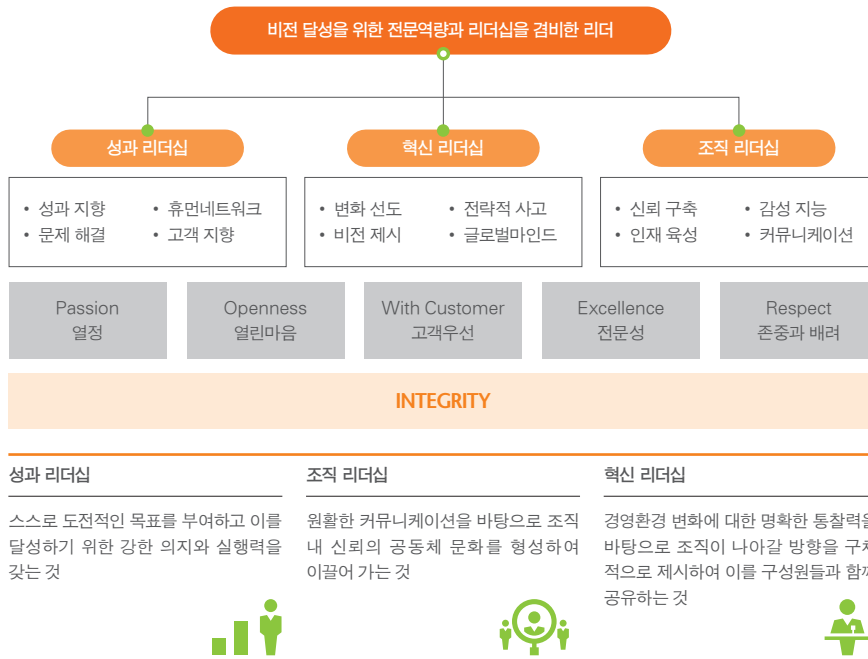 비전 달성을 위한 전문역량과 리더십을 겸비한 리더
성과 리더십
혁신 리더십
조직 리더십
• 성과 지향 • 휴먼네트워크
• 문제 해결 • 고객 지향
• 변화 선도 • 전략적 사고
• 비전 제시 • 글로벌마인드
• 신뢰 구축 • 감성 지능
• 인재 육성 • 커뮤니케이션
Passion
열정
Openness
열린마음
With Customer
고객우선
Excellence
전문성
Respect
존중과 배려
INTEGRITY
성과 리더십
스스로 도전적인 목표를 부여하고 이를
달성하기 위한 강한 의지와 실행력을
갖는 것
조직 리더십
원활한 커뮤니케이션을 바탕으로 조직
내 신뢰의 공동체 문화를 형성하여
이끌어 가는 것
혁신 리더십
경영환경 변화에 대한 명확한 통찰력을
바탕으로 조직이 나아갈 방향을 구체
적으로 제시하여 이를 구성원들과 함께
공유하는 것